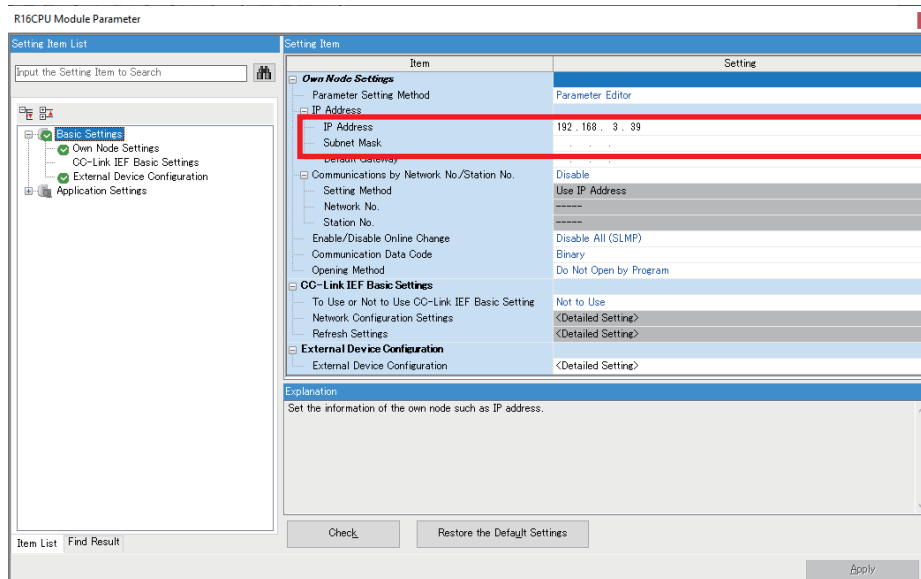 R16CPU Module Parameter
Setting Item List
Input the Setting Item to Search
Basic Settings
Own Node Settings
CC-Link IEF Basic Settings
External Device Configuration
Application Settings
Item List
Find Result
Setting Item
Item Setting
Own Node Settings
Parameter Setting Method Parameter Editor
IP Address
IP Address 192 . 168 . 3 . 39
Subnet Mask . . .
Default Gateway . . .
Communications by Network No./Station No. Disable
Setting Method Use IP Address
Network No. -----
Station No. -----
Enable/Disable Online Change Disable All (SLMP)
Communication Data Code Binary
Opening Method Do Not Open by Program
CC-Link IEF Basic Settings
To Use or Not to Use CC-Link IEF Basic Setting Not to Use
Network Configuration Settings <Detailed Setting>
Refresh Settings <Detailed Setting>
External Device Configuration
External Device Configuration <Detailed Setting>
Explanation
Set the information of the own node such as IP address.
Check
Restore the Default Settings
Apply